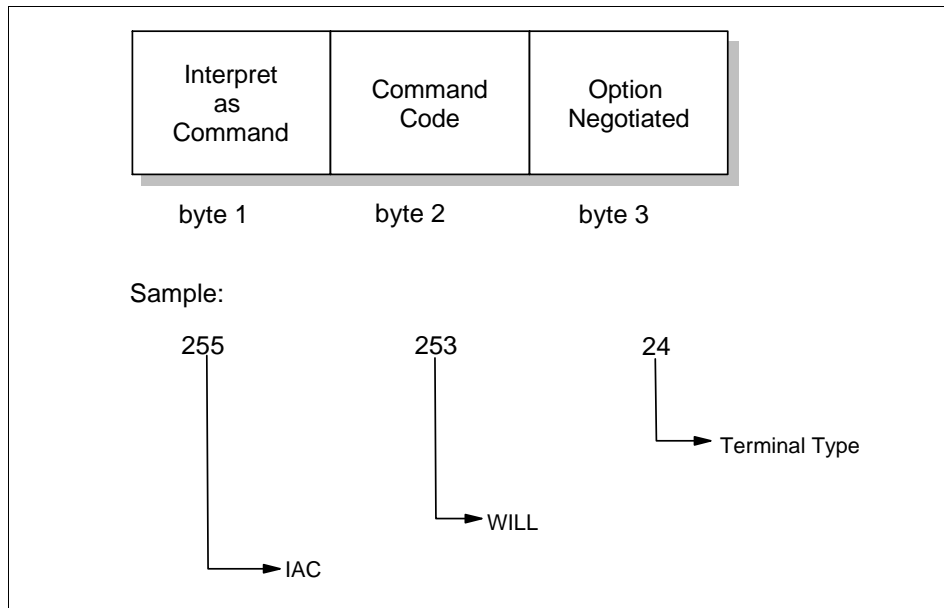 Interpret
as
Command
Command
Code
Option
Negotiated
byte 1
byte 2
byte 3
Sample:
255
253
24
Terminal Type
WILL
IAC